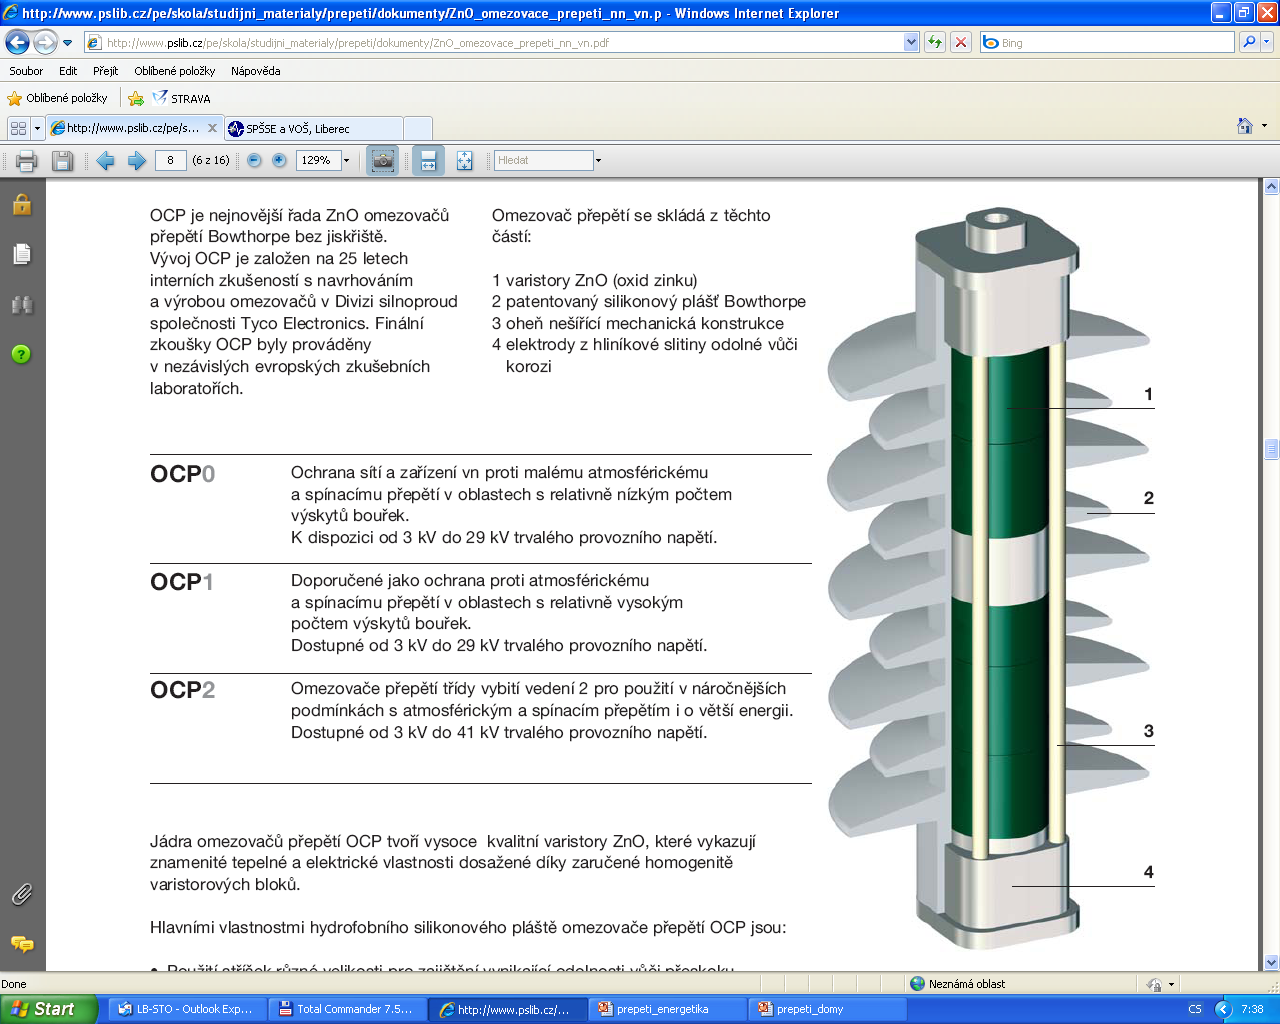 http://www.pslib.cz/pe/skola/studijni_materialy/prepeti/dokumenty/ZnO_omezovace_prepeti_nn_vn.p - Windows Internet Explorer
http://www.pslib.cz/pe/skola/studijni_materialy/prepeti/dokumenty/ZnO_omezovace_prepeti_nn_vn.pdf
Bing
Soubor Edit Přejít Oblíbené položky Nápověda
Oblíbené položky STRAVA
http://www.pslib.cz/pe/s... SPŠSE a VOŠ, Liberec
8 (6 z 16) 129% Hledat
OCP je nejnovější řada ZnO omezovačů
přepětí Bowthorpe bez jiskřiště.
Vývoj OCP je založen na 25 letech
interních zkušeností s navrhováním
a výrobou omezovačů v Divizi silnoproud
společnosti Tyco Electronics. Finální
zkoušky OCP byly prováděny
v nezávislých evropských zkušebních
laboratořích.
Omezovač přepětí se skládá z těchto
částí:
1 varistory ZnO (oxid zinku)
2 patentovaný silikonový plášť Bowthorpe
3 oheň nešířící mechanická konstrukce
4 elektrody z hliníkové slitiny odolné vůči
korozi
1
2
3
4
OCP0
Ochrana sítí a zařízení vn proti malému atmosférickému
a spínacímu přepětí v oblastech s relativně nízkým počtem
výskytů bouřek.
K dispozici od 3 kV do 29 kV trvalého provozního napětí.
OCP1
Doporučené jako ochrana proti atmosférickému
a spínacímu přepětí v oblastech s relativně vysokým
počtem výskytů bouřek.
Dostupné od 3 kV do 29 kV trvalého provozního napětí.
OCP2
Omezovače přepětí třídy vybití vedení 2 pro použití v náročnějších
podmínkách s atmosférickým a spínacím přepětím i o větší energii.
Dostupné od 3 kV do 41 kV trvalého provozního napětí.
Jádra omezovačů přepětí OCP tvoří vysoce kvalitní varistory ZnO, které vykazují
znamenité tepelné a elektrické vlastnosti dosažené díky zaručené homogenitě
varistorových bloků.
Hlavními vlastnostmi hydrofobního silikonového pláště omezovače přepětí OCP jsou:
• Použití stříšek různé velikosti pro zajištění vynikající odolnosti vůči přeskoku
Done Neznámá oblast
Start LB-STO - Outlook Exp... Total Commander 7.5... http://www.pslib.cz/... prepeti_energetika prepeti_domy CS 7:38